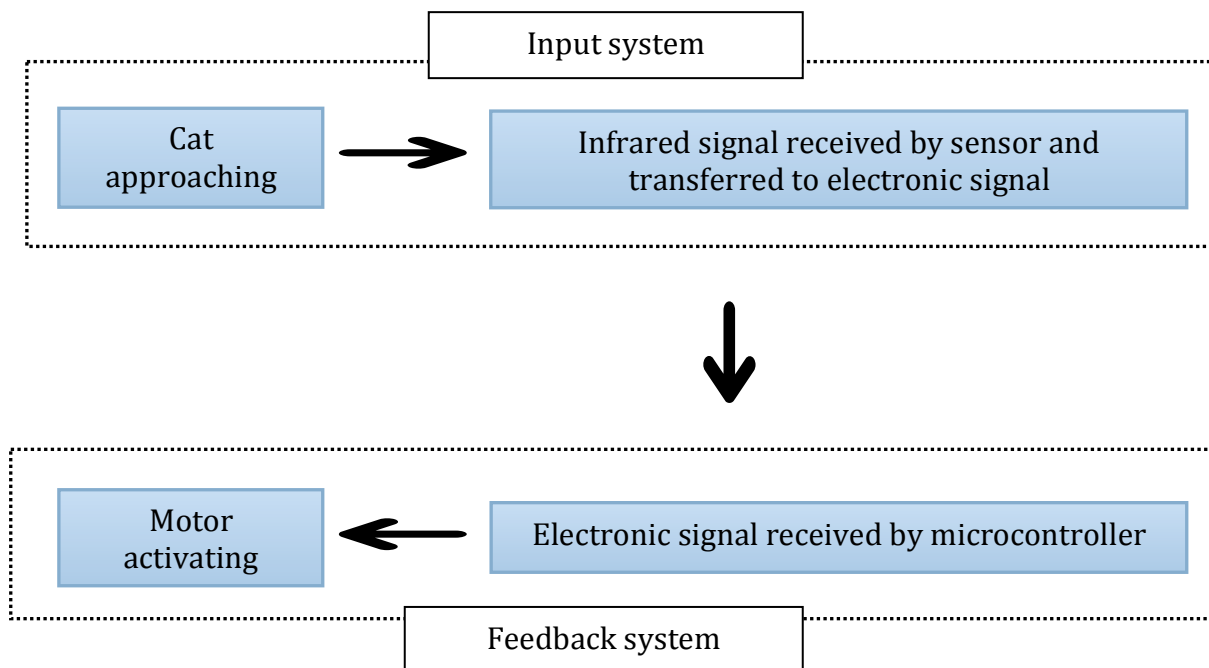 Input system
Cat
approaching
Infrared signal received by sensor and
transferred to electronic signal
Motor
activating
Electronic signal received by microcontroller
Feedback system